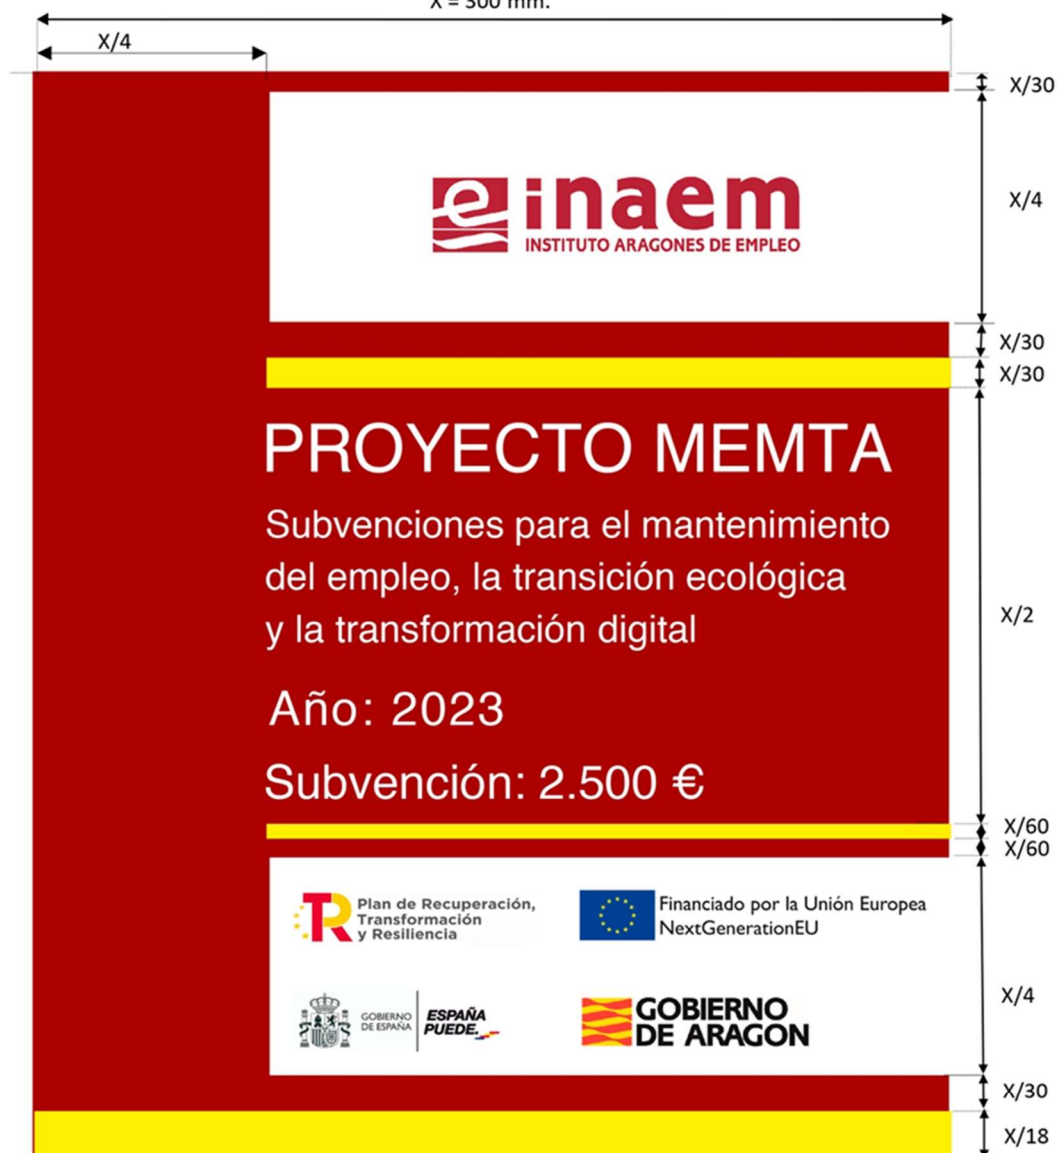 X = 300 mm.
X/4
X/30
inaem
INSTITUTO ARAGONES DE EMPLEO
X/4
X/30
X/30
PROYECTO MEMTA
Subvenciones para el mantenimiento
del empleo, la transición ecológica
y la transformación digital
X/2
Año: 2023
Subvención: 2.500 €
X/60
X/60
Plan de Recuperación,
Transformación
y Resiliencia
Financiado por la Unión Europea
NextGenerationEU
X/4
GOBIERNO
DE ESPAÑA
ESPAÑA
PUEDE.
GOBIERNO
DE ARAGON
X/30
X/18